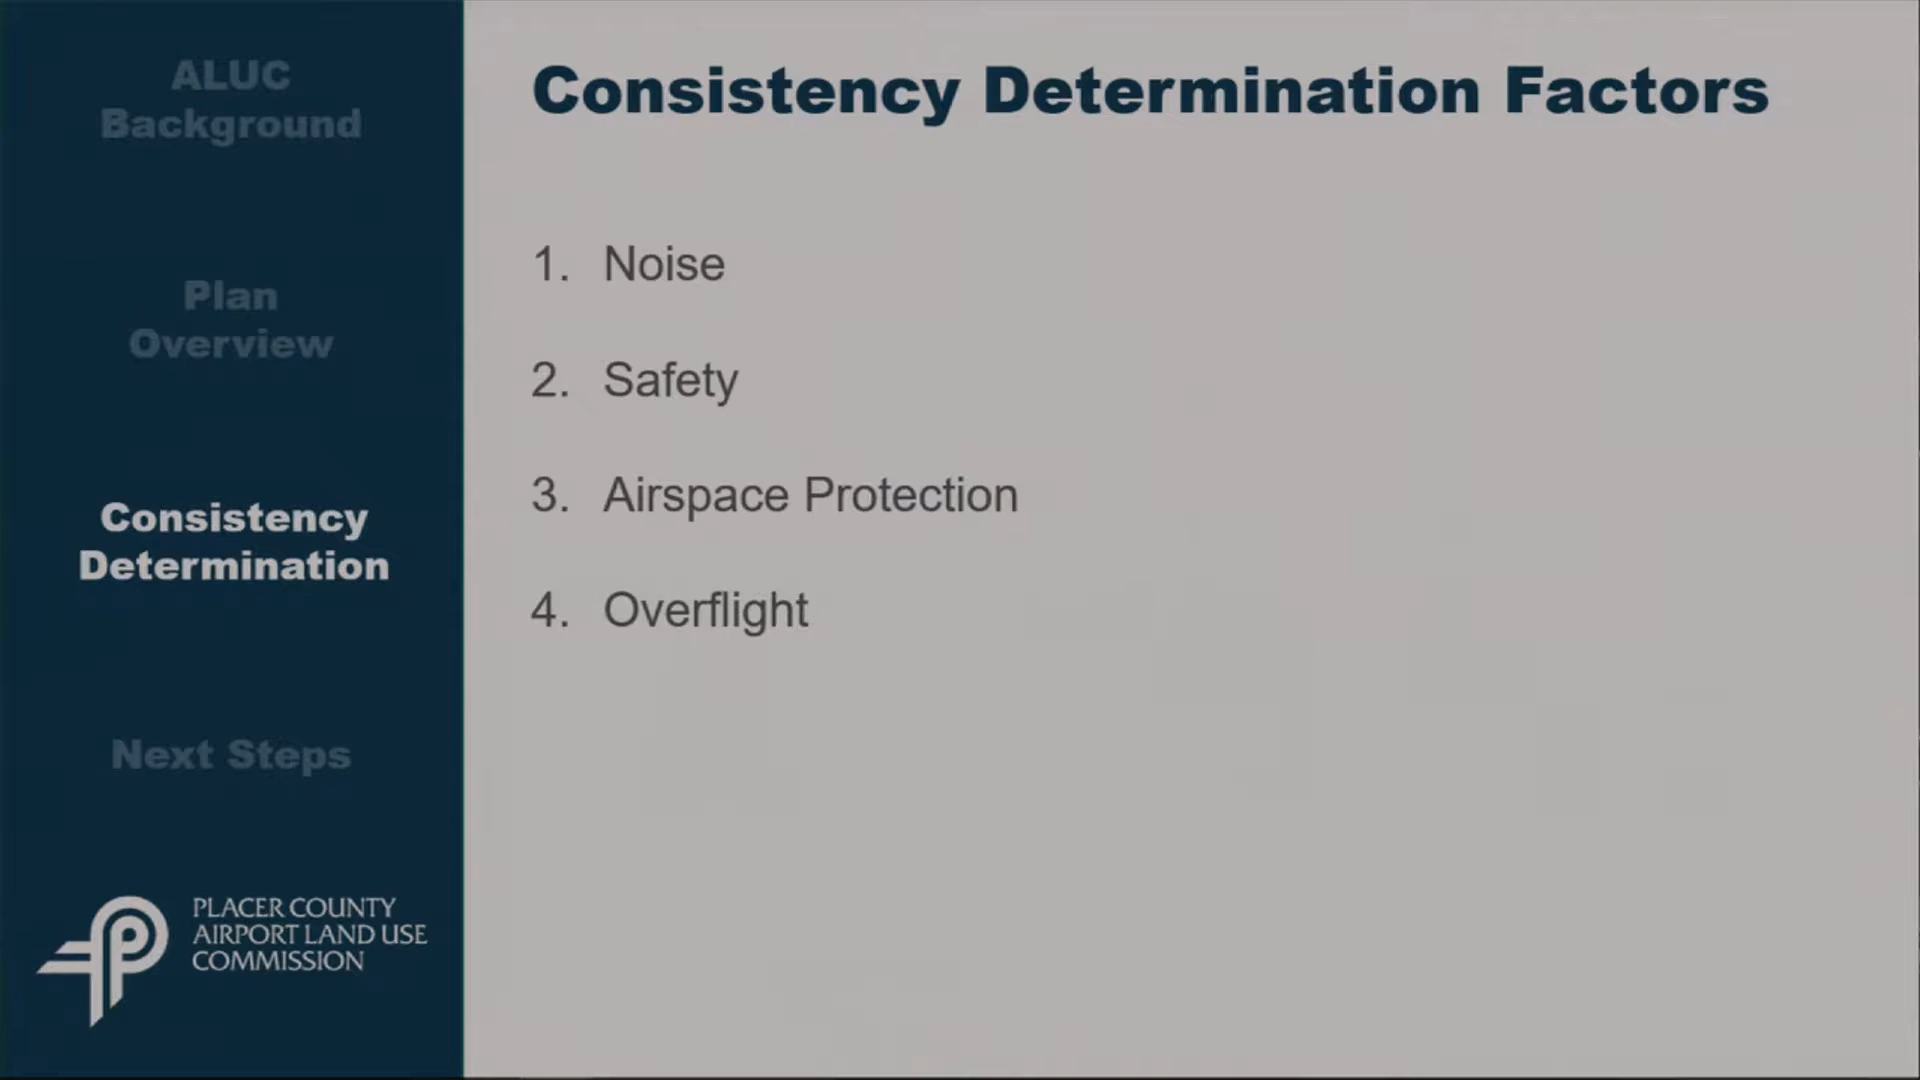 ALUC
Background
Plan
Overview
Consistency
Determination
Next Steps
PLACER COUNTY
AIRPORT LAND USE
COMMISSION
Consistency Determination Factors
1. Noise
2. Safety
3. Airspace Protection
4. Overflight